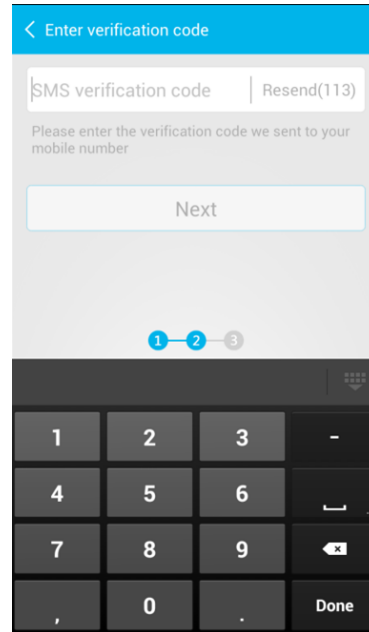 Enter verification code
SMS verification code Resend(113)
Please enter the verification code we sent to your
mobile number
Next
1 2 3
1 2 3 -
4 5 6
7 8 9
, 0 . Done